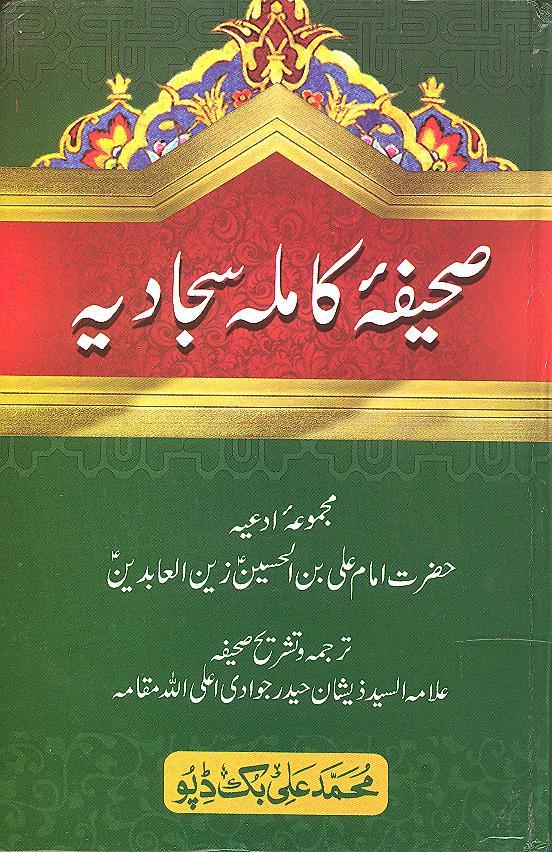 صحیفۂ کاملہ سجادیہ
مجموعۂ ادعیہ
حضرت امام علی بن الحسینؑ زین العابدینؑ
ترجمہ و تشریح صحیفہ
علامہ السید ذیشان حیدر جوادی اعلی اللہ مقامہ
محمد علی بک ڈپو